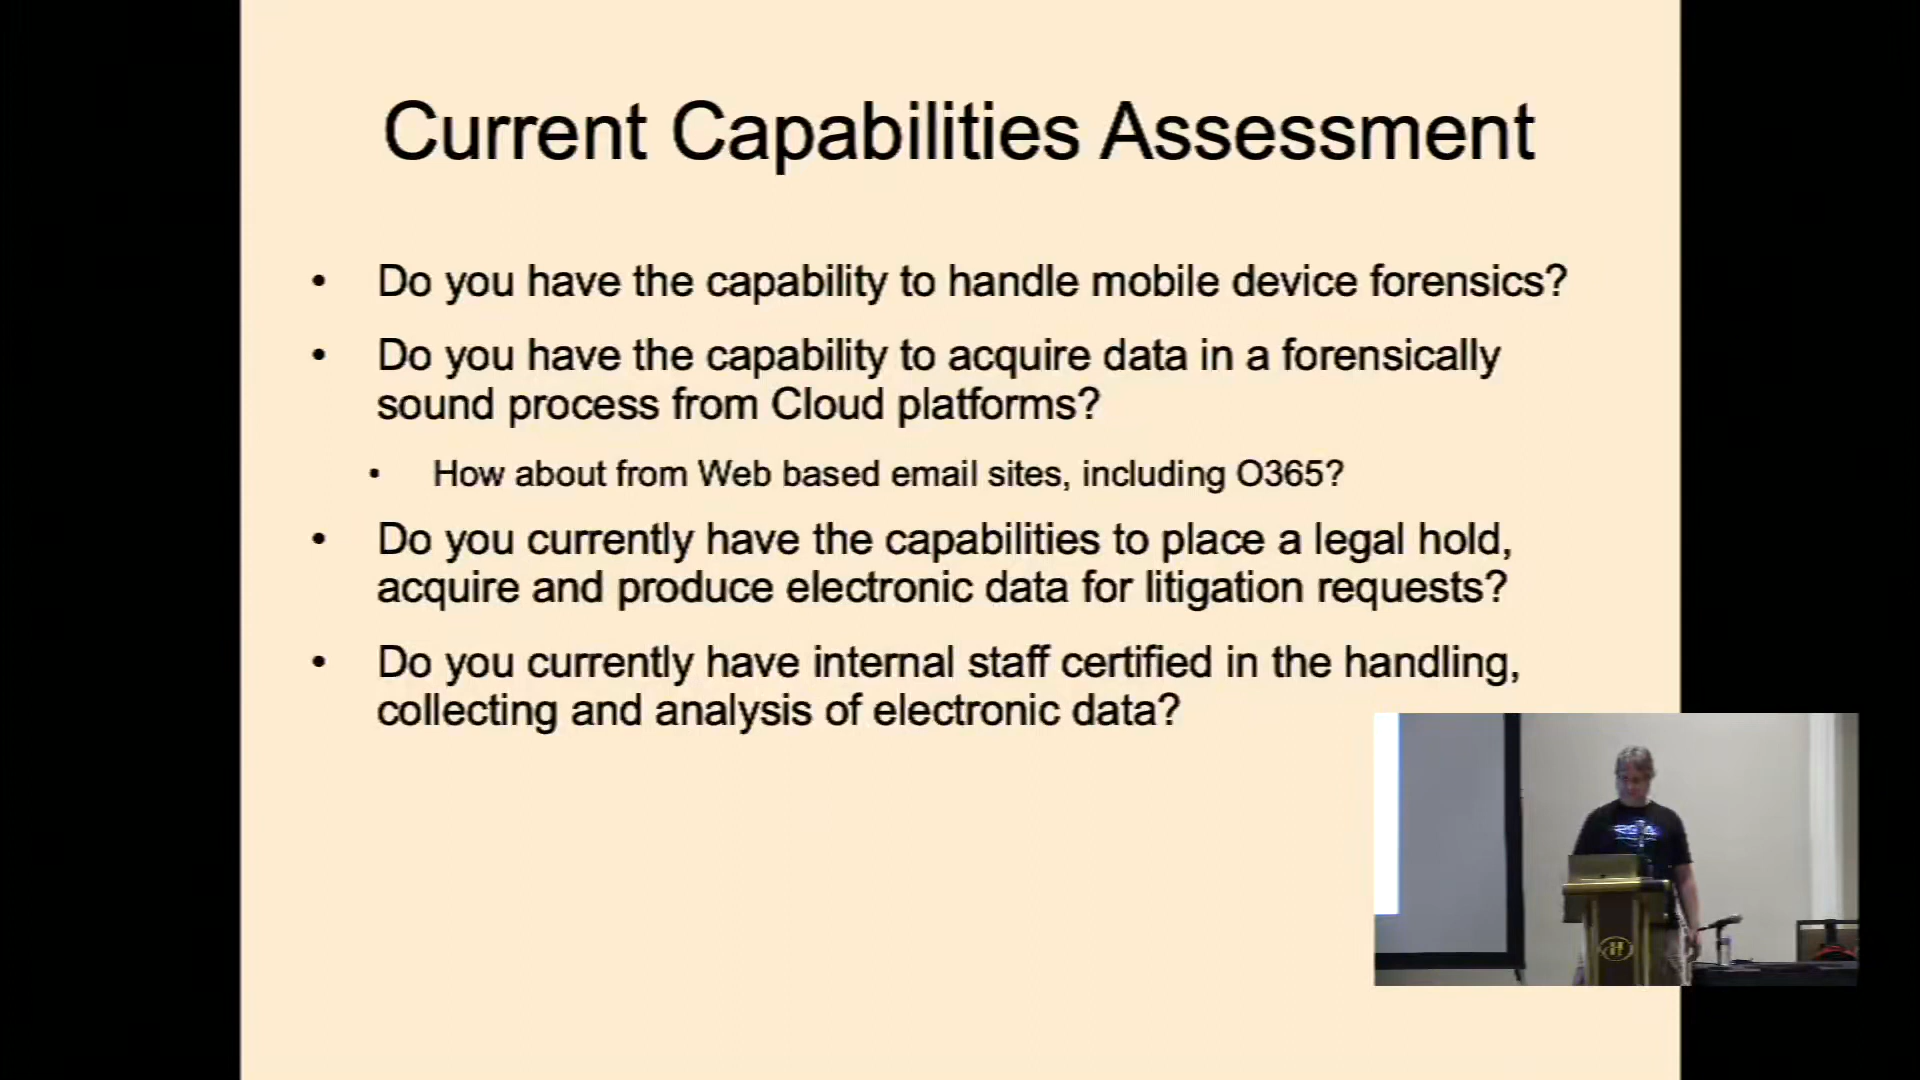 Current Capabilities Assessment
• Do you have the capability to handle mobile device forensics?
• Do you have the capability to acquire data in a forensically
sound process from Cloud platforms?
• How about from Web based email sites, including O365?
• Do you currently have the capabilities to place a legal hold,
acquire and produce electronic data for litigation requests?
• Do you currently have internal staff certified in the handling,
collecting and analysis of electronic data?